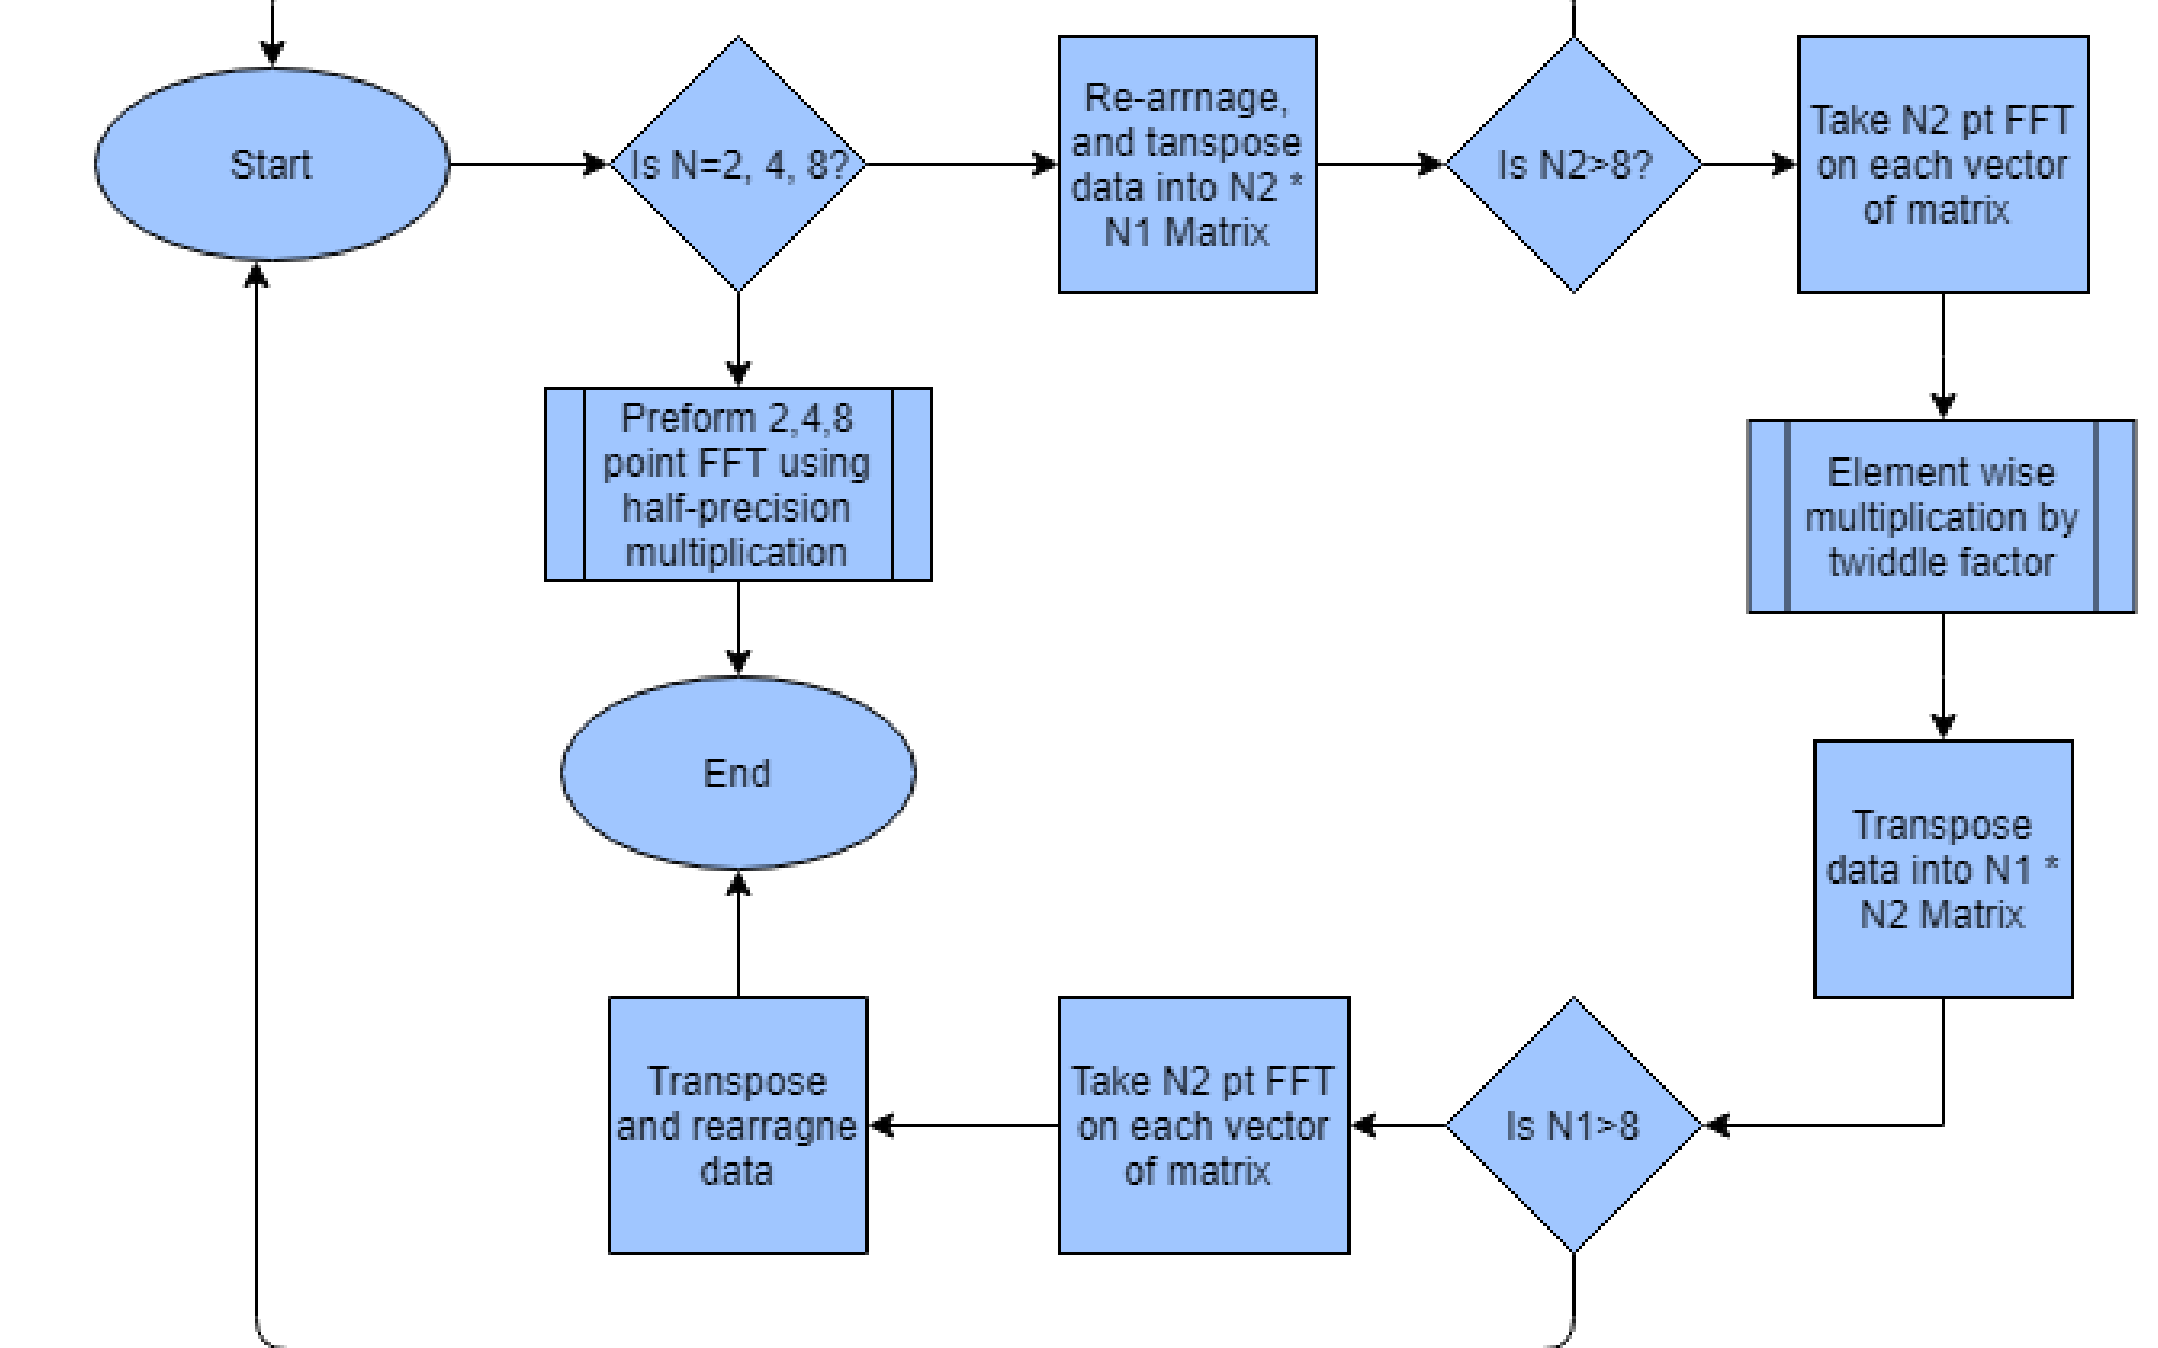 Start
Is N=2, 4, 8?
Re-arrnage,
and tanspose
data into N2 *
N1 Matrix
Is N2>8?
Take N2 pt FFT
on each vector
of matrix
Preform 2,4,8
point FFT using
half-precision
multiplication
Element wise
multiplication by
twiddle factor
End
Transpose
data into N1 *
N2 Matrix
Is N1>8
Take N2 pt FFT
on each vector
of matrix
Transpose
and rearragne
data